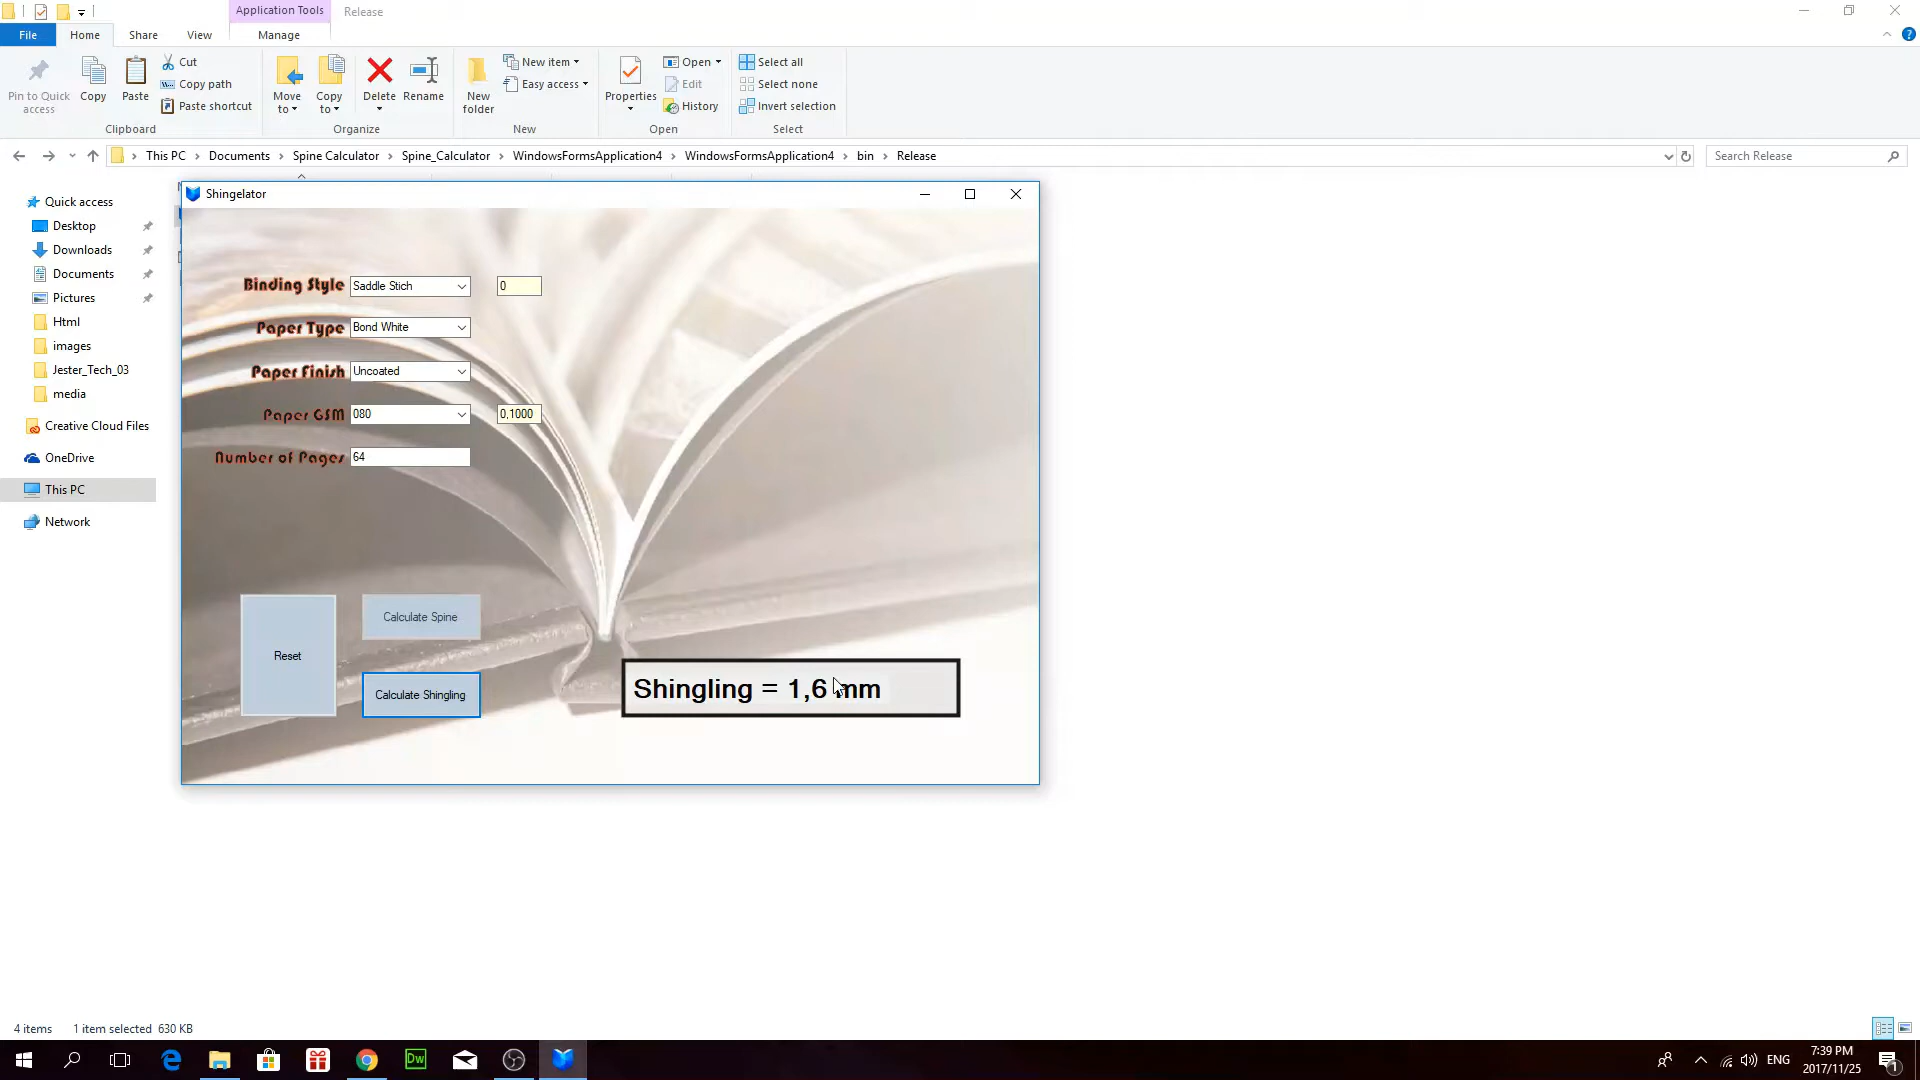 Application Tools
Release
File
Home
Share
View
Manage
Pin to Quick access
Copy
Paste
Cut
Copy path
Paste shortcut
Clipboard
Move to
Copy to
Delete
Rename
Organize
New folder
New item
Easy access
New
Properties
Open
Edit
History
Open
Select all
Select none
Invert selection
Select
This PC
Documents
Spine Calculator
Spine_Calculator
WindowsFormsApplication4
WindowsFormsApplication4
bin
Release
Search Release
Quick access
Desktop
Downloads
Documents
Pictures
Html
images
Jester_Tech_03
media
Creative Cloud Files
OneDrive
This PC
Network
Shingelator
Binding Style
Saddle Stich
0
Paper Type
Bond White
Paper Finish
Uncoated
Paper GSM
080
0,1000
Number of Pages
64
Reset
Calculate Spine
Calculate Shingling
Shingling = 1,6 mm
4 items
1 item selected 630 KB
Dw
ENG
7:39 PM
2017/11/25
1